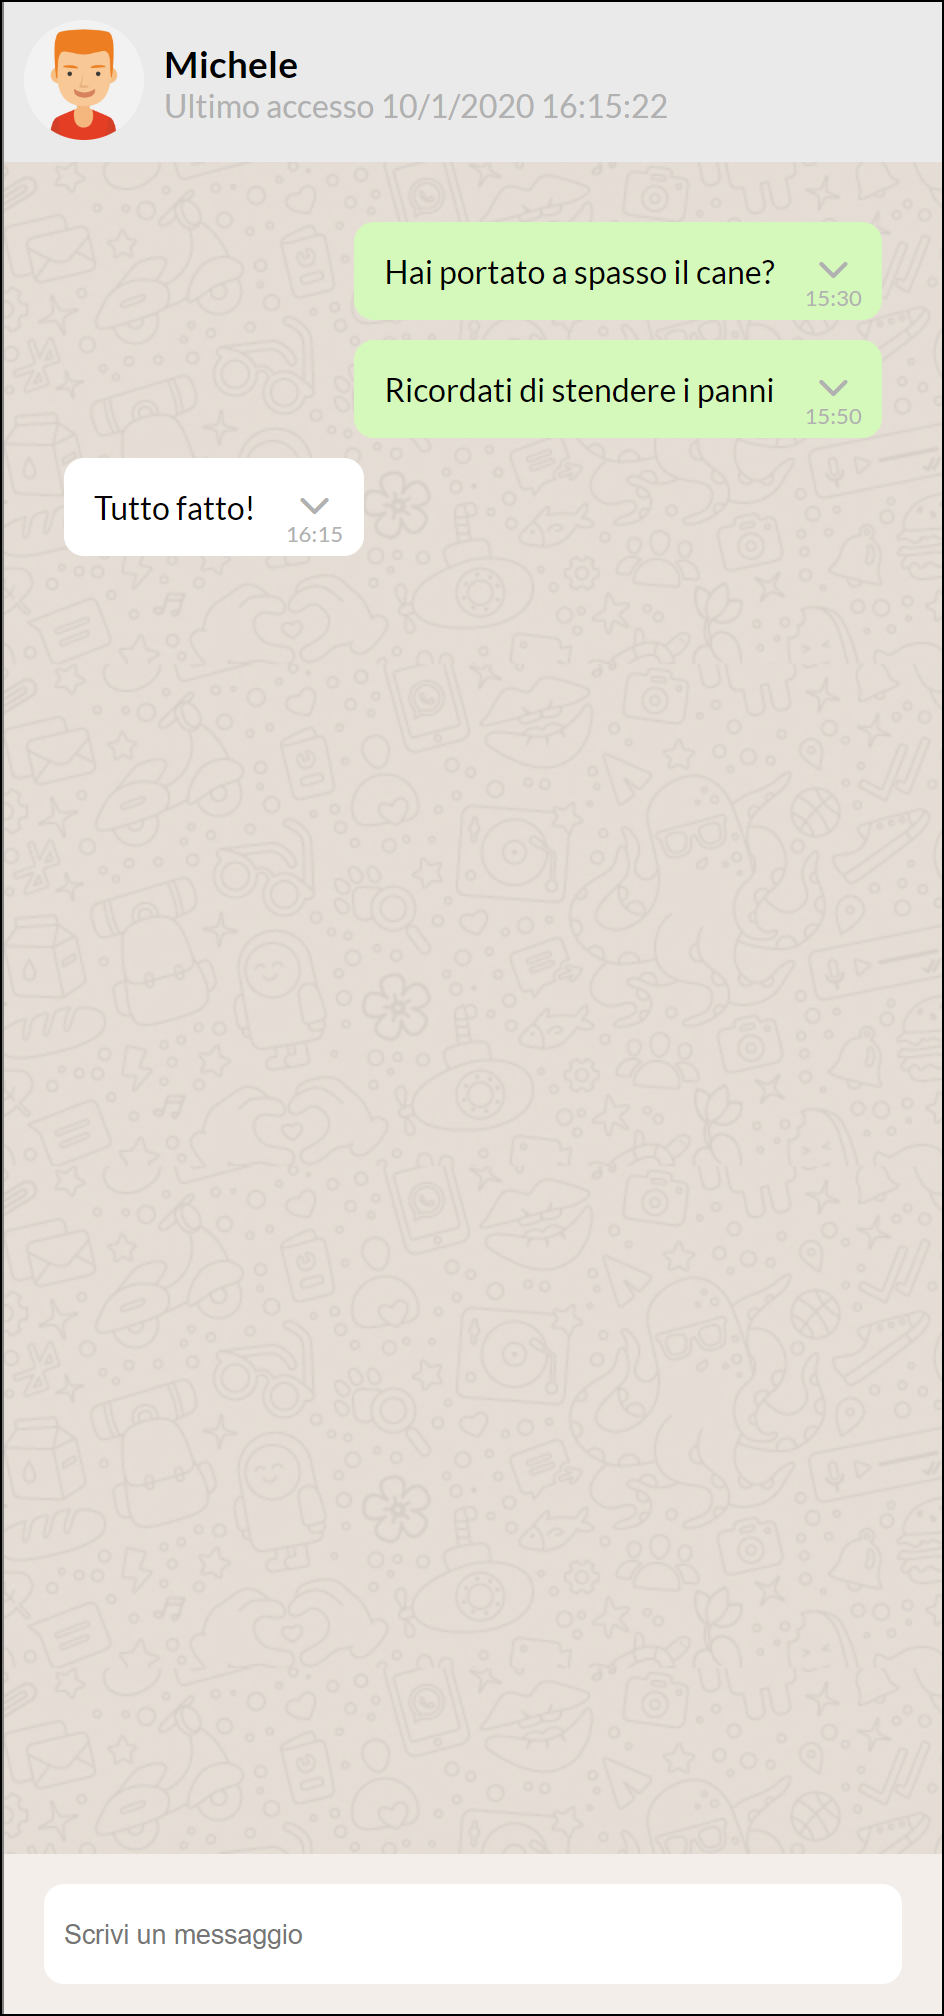 Michele
Ultimo accesso 10/1/2020 16:15:22
Hai portato a spasso il cane?
15:30
Ricordati di stendere i panni
15:50
Tutto fatto!
16:15
Scrivi un messaggio